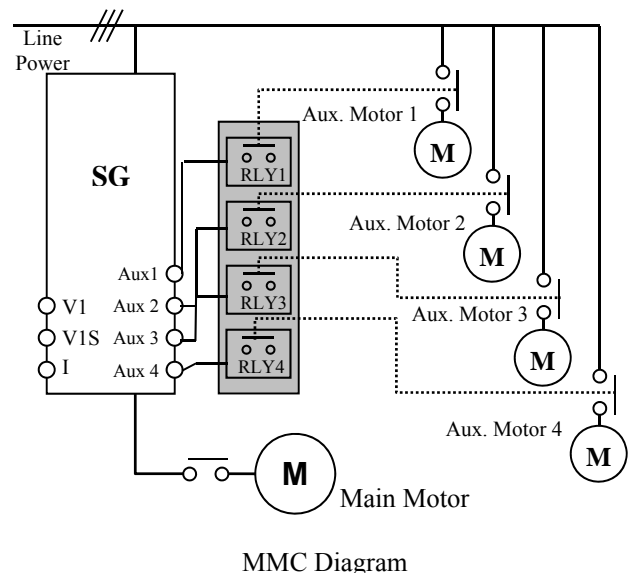 Line
Power
SG
Aux1
Aux 2
Aux 3
Aux 4
V1
V1S
I
RLY1
RLY2
RLY3
RLY4
Aux. Motor 1
M
Aux. Motor 2
M
Aux. Motor 3
M
Aux. Motor 4
M
M
Main Motor
MMC Diagram